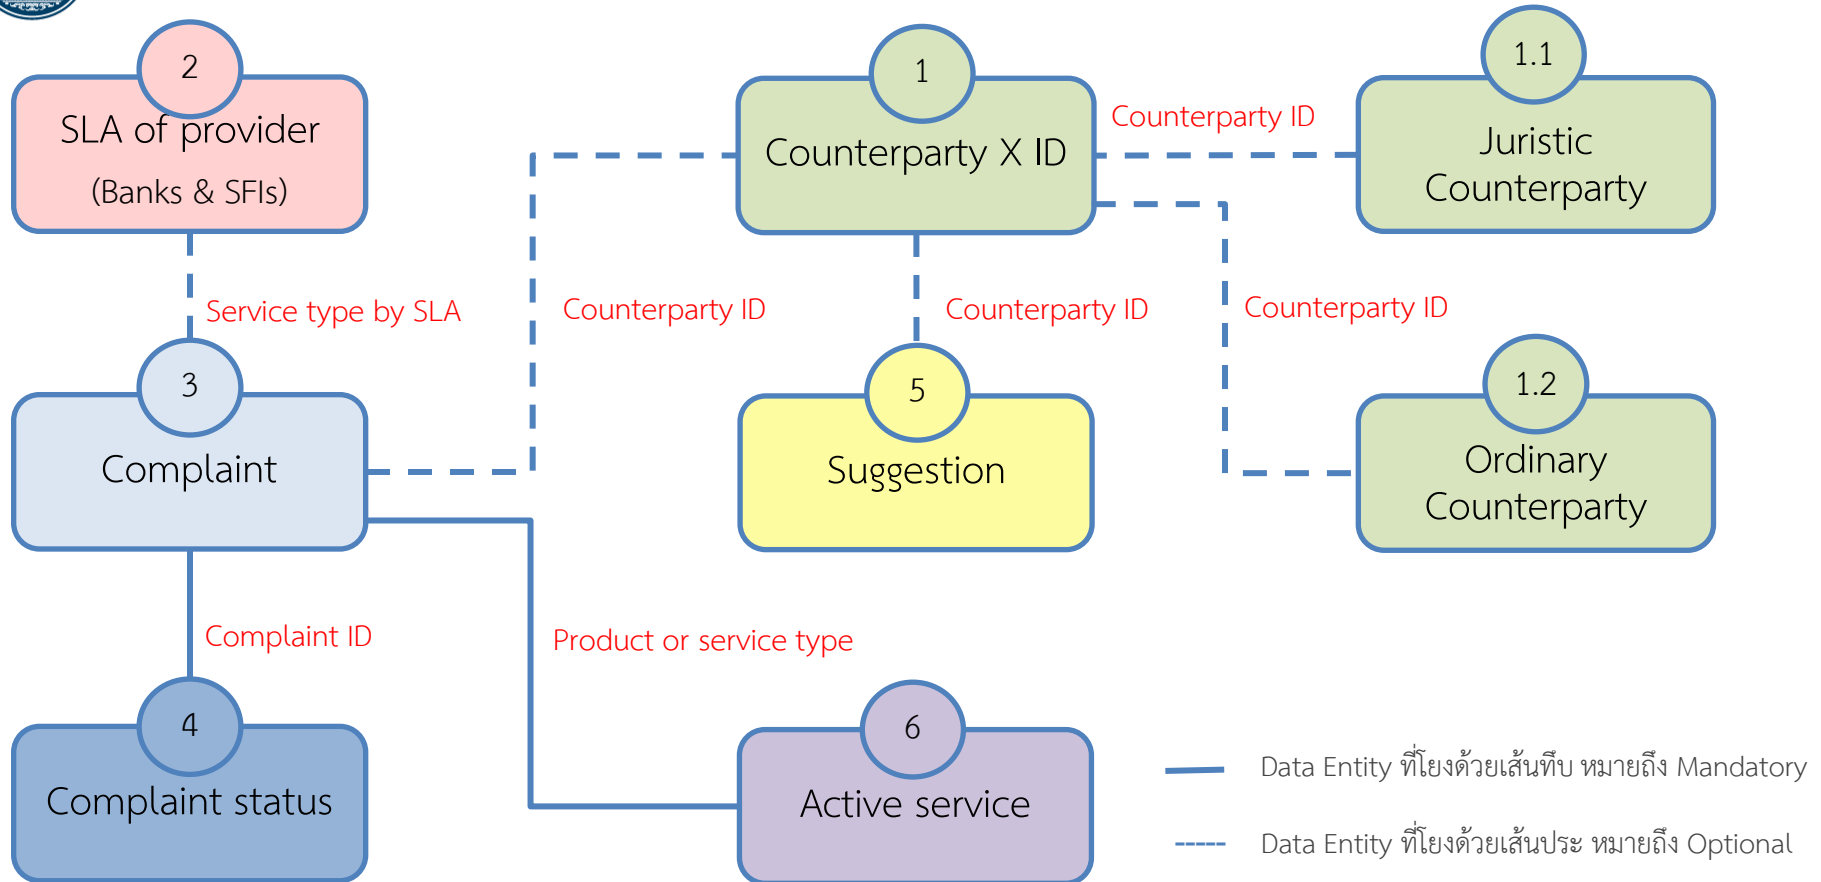 2
SLA of provider
(Banks & SFIs)
1
Counterparty X ID
Counterparty ID
1.1
Juristic
Counterparty
Service type by SLA
Counterparty ID
Counterparty ID
Counterparty ID
3
Complaint
5
Suggestion
1.2
Ordinary
Counterparty
Complaint ID
Product or service type
4
Complaint status
6
Active service
Data Entity ที่โยงด้วยเส้นทึบ หมายถึง Mandatory
Data Entity ที่โยงด้วยเส้นประ หมายถึง Optional